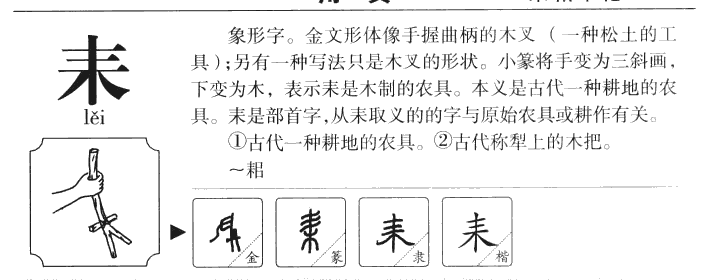 耒
lěi
象形字。金文形体像手握曲柄的木叉（一种松土的工
具）;另有一种写法只是木叉的形状。小篆将手变为三斜画，
下变为木，表示耒是木制的农具。本义是古代一种耕地的农
具。耒是部首字，从耒取义的的字与原始农具或耕作有关。
①古代一种耕地的农具。②古代称犁上的木把。
～耜
金
篆
耒 隶
耒 楷